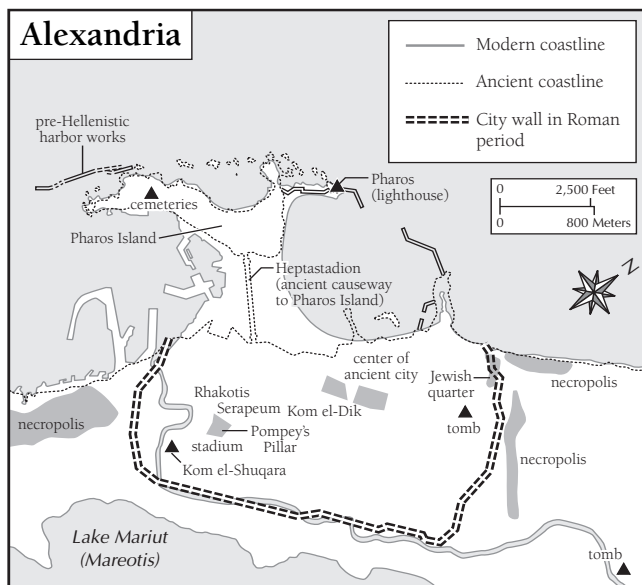 Alexandria
Modern coastline
Ancient coastline
City wall in Roman
period
0 2,500 Feet
0 800 Meters
N
pre-Hellenistic
harbor works
cemeteries
Pharos
(lighthouse)
Pharos Island
Heptastadion
(ancient causeway
to Pharos Island)
center of
ancient city
Jewish
quarter
necropolis
Rhakotis
Serapeum
Kom el-Dik
necropolis
Pompey's
Pillar
tomb
stadium
Kom el-Shuqara
necropolis
Lake Mariut
(Mareotis)
tomb